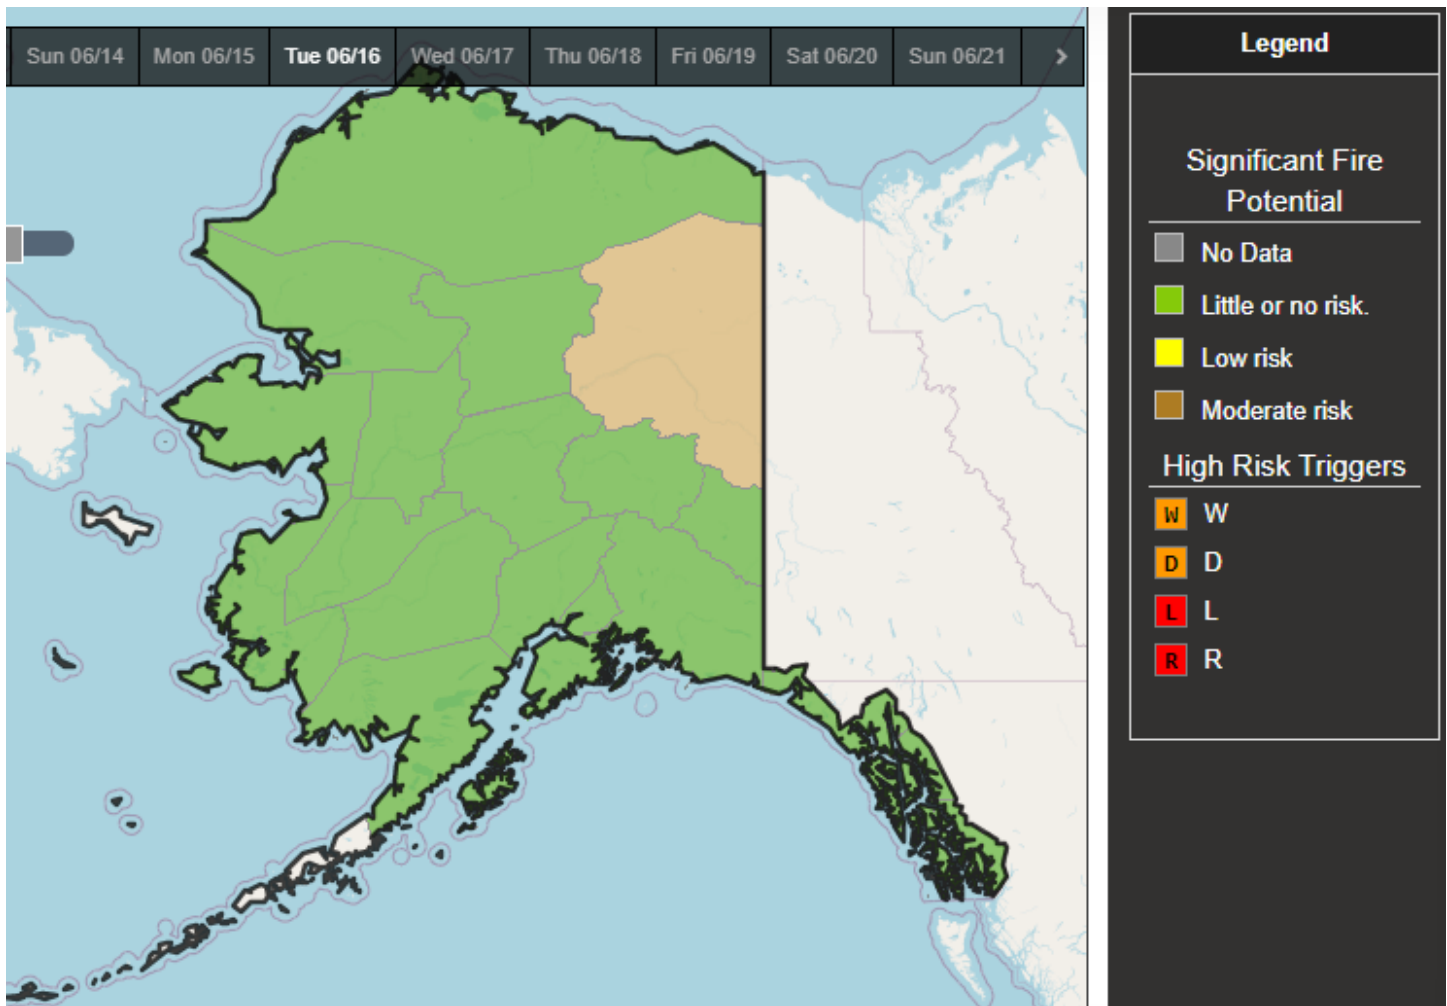 Sun 06/14 Mon 06/15 Tue 06/16 Wed 06/17 Thu 06/18 Fri 06/19 Sat 06/20 Sun 06/21 >
Legend
Significant Fire
Potential
No Data
Little or no risk.
Low risk
Moderate risk
High Risk Triggers
W W
D D
L L
R R